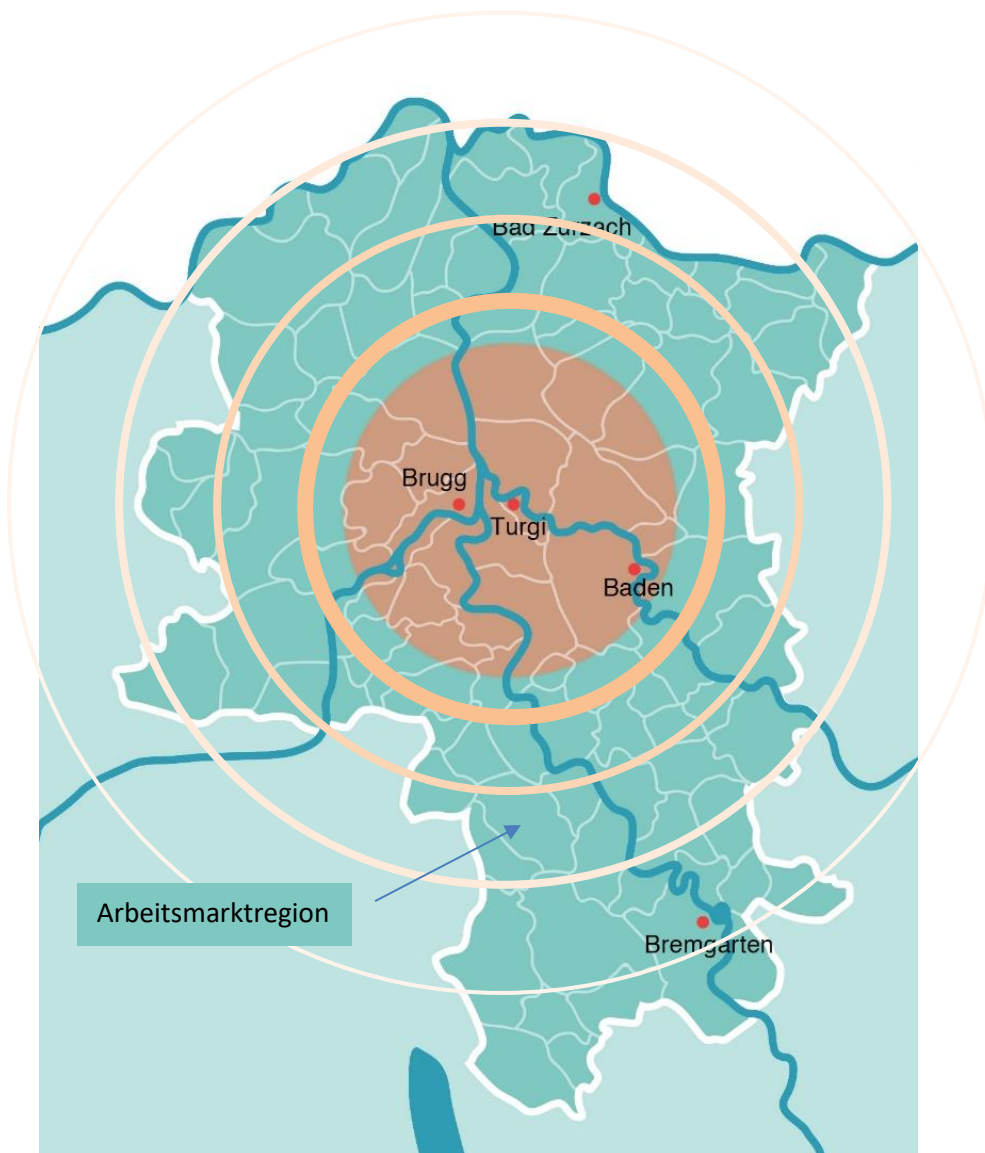 Bad Zurzach
Brugg
Turgi
Baden
Arbeitsmarktregion
Bremgarten